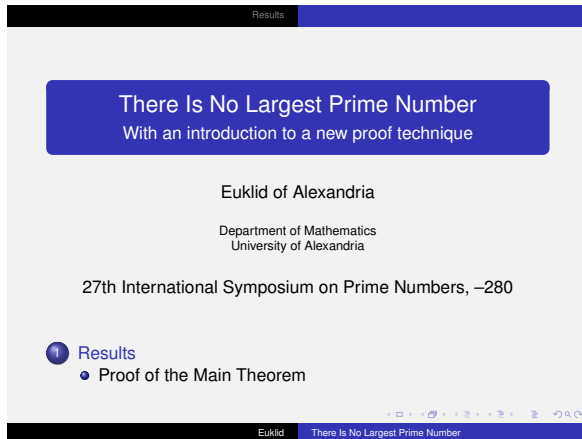 Results
There Is No Largest Prime Number
With an introduction to a new proof technique
Euklid of Alexandria
Department of Mathematics
University of Alexandria
27th International Symposium on Prime Numbers, –280
1 Results
Proof of the Main Theorem
Euklid There Is No Largest Prime Number